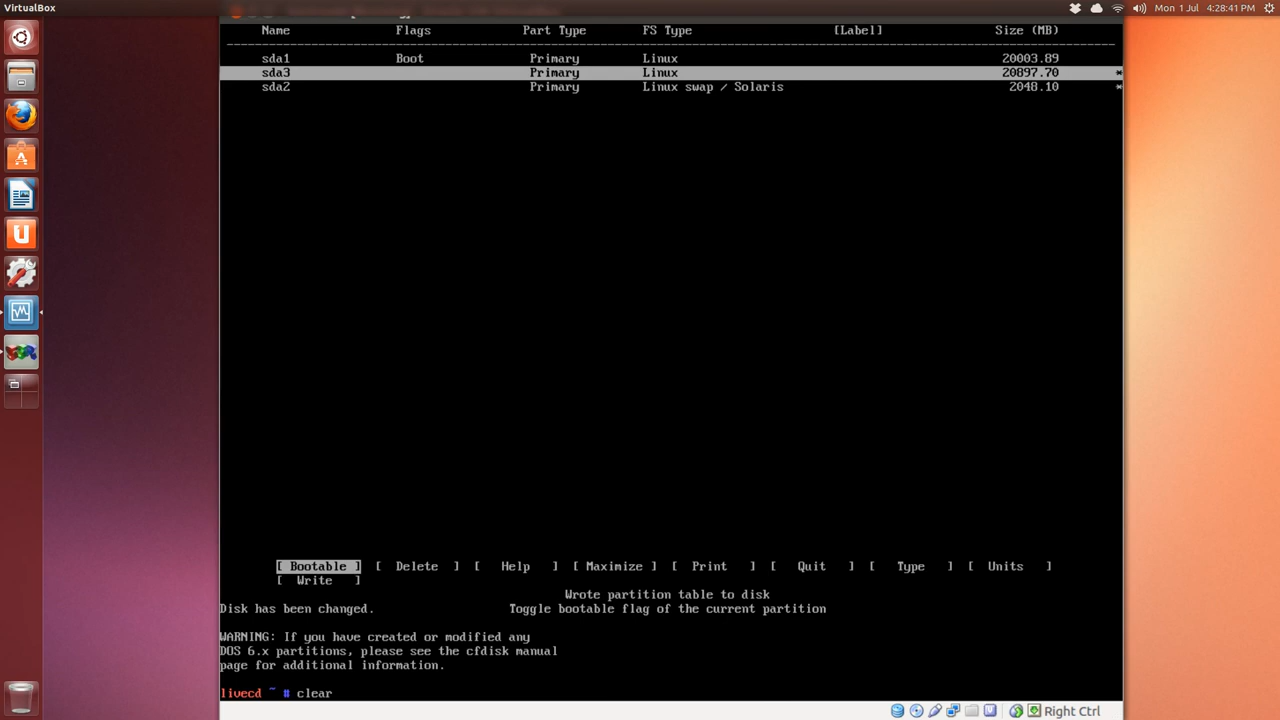 VirtualBox
Mon 1 Jul 4:28:41 PM
Name Flags Part Type FS Type [Label] Size (MB)
sda1 Boot Primary Linux 20003.89
sda3 Primary Linux 20897.70 *
sda2 Primary Linux swap / Solaris 2048.10 *
[ Bootable ] [ Delete ] [ Help ] [ Maximize ] [ Print ] [ Quit ] [ Type ] [ Units ]
[ Write ]
Wrote partition table to disk
Disk has been changed. Toggle bootable flag of the current partition
WARNING: If you have created or modified any
DOS 6.x partitions, please see the cfdisk manual
page for additional information.
livecd ~ # clear
Right Ctrl